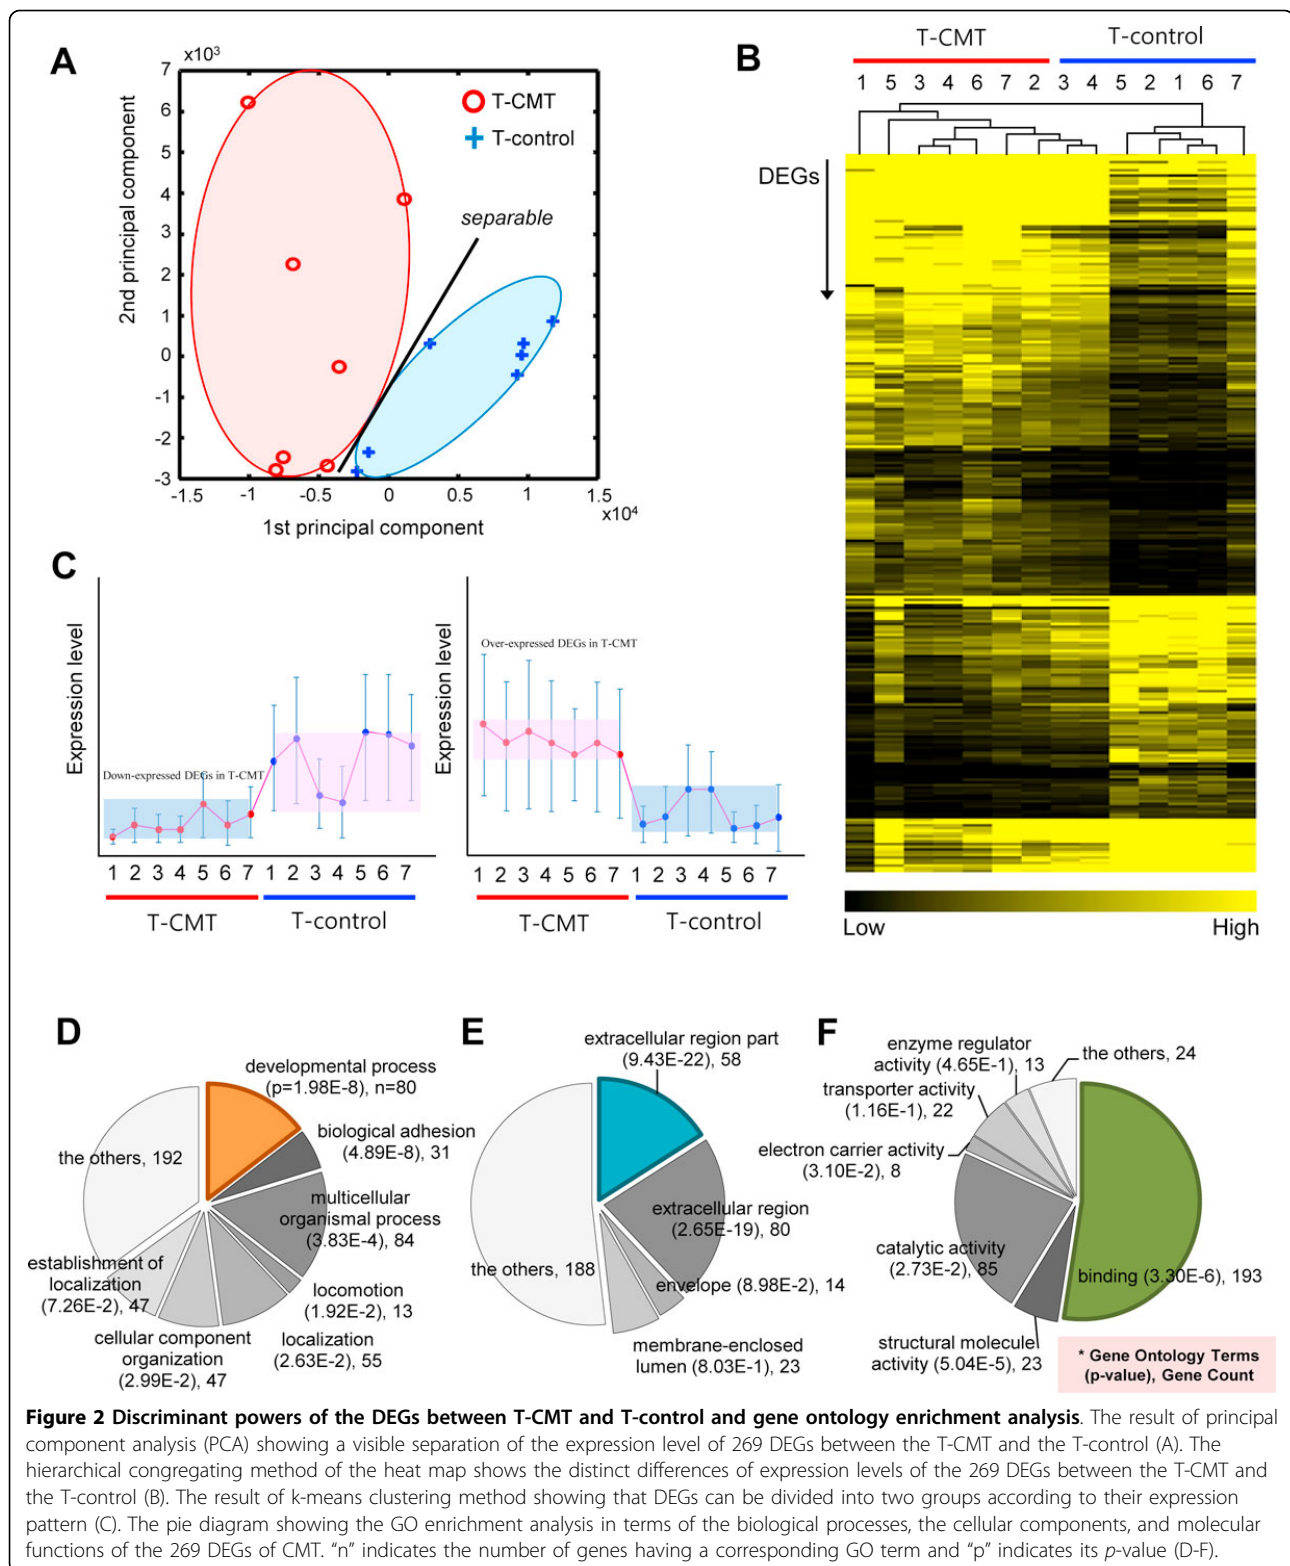 A
x10³
7
6
5
4
3
2
1
0
-1
-2
-3
2nd principal component
T-CMT
T-control
separable
-1.5 -1 -0.5 0 0.5 1 1.5
x10⁴
1st principal component
B
T-CMT T-control
1 5 3 4 6 7 2 3 4 5 2 1 6 7
DEGs
Low High
C
Expression level
Down-expressed DEGs in T-CMT
1 2 3 4 5 6 7 1 2 3 4 5 6 7
T-CMT T-control
Expression level
Over-expressed DEGs in T-CMT
1 2 3 4 5 6 7 1 2 3 4 5 6 7
T-CMT T-control
D
developmental process
(p=1.98E-8), n=80
biological adhesion
(4.89E-8), 31
multicellular
organismal process
(3.83E-4), 84
locomotion
(1.92E-2), 13
localization
(2.63E-2), 55
cellular component
organization
(2.99E-2), 47
establishment of
localization
(7.26E-2), 47
the others, 192
E
extracellular region part
(9.43E-22), 58
extracellular region
(2.65E-19), 80
envelope (8.98E-2), 14
membrane-enclosed
lumen (8.03E-1), 23
the others, 188
F
enzyme regulator
activity (4.65E-1), 13
the others, 24
transporter activity
(1.16E-1), 22
electron carrier activity
(3.10E-2), 8
catalytic activity
(2.73E-2), 85
binding (3.30E-6), 193
structural molecule
activity (5.04E-5), 23
* Gene Ontology Terms
(p-value), Gene Count
Figure 2 Discriminant powers of the DEGs between T-CMT and T-control and gene ontology enrichment analysis. The result of principal
component analysis (PCA) showing a visible separation of the expression level of 269 DEGs between the T-CMT and the T-control (A). The
hierarchical congregating method of the heat map shows the distinct differences of expression levels of the 269 DEGs between the T-CMT and
the T-control (B). The result of k-means clustering method showing that DEGs can be divided into two groups according to their expression
pattern (C). The pie diagram showing the GO enrichment analysis in terms of the biological processes, the cellular components, and molecular
functions of the 269 DEGs of CMT. "n" indicates the number of genes having a corresponding GO term and "p" indicates its p-value (D-F).